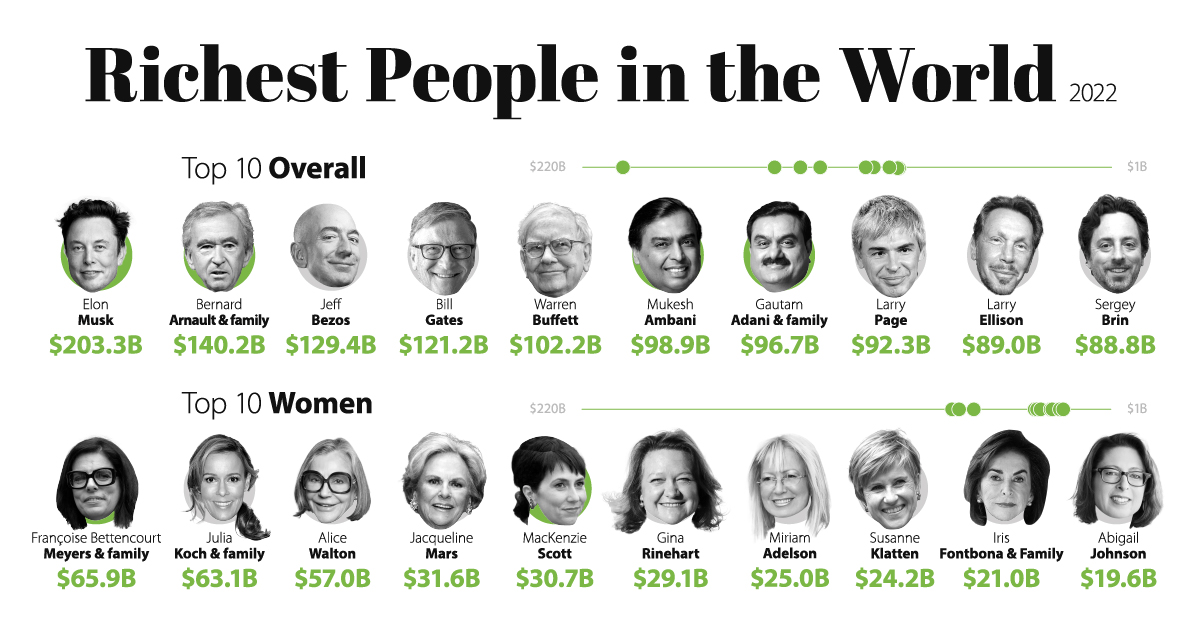 Richest People in the World 2022
Top 10 Overall
$220B
$1B
Elon
Musk
$203.3B
Bernard
Arnault & family
$140.2B
Jeff
Bezos
$129.4B
Bill
Gates
$121.2B
Warren
Buffett
$102.2B
Mukesh
Ambani
$98.9B
Gautam
Adani & family
$96.7B
Larry
Page
$92.3B
Larry
Ellison
$89.0B
Sergey
Brin
$88.8B
Top 10 Women
$220B
$1B
Françoise Bettencourt
Meyers & family
$65.9B
Julia
Koch & family
$63.1B
Alice
Walton
$57.0B
Jacqueline
Mars
$31.6B
MacKenzie
Scott
$30.7B
Gina
Rinehart
$29.1B
Miriam
Adelson
$25.0B
Susanne
Klatten
$24.2B
Iris
Fontbona & Family
$21.0B
Abigail
Johnson
$19.6B